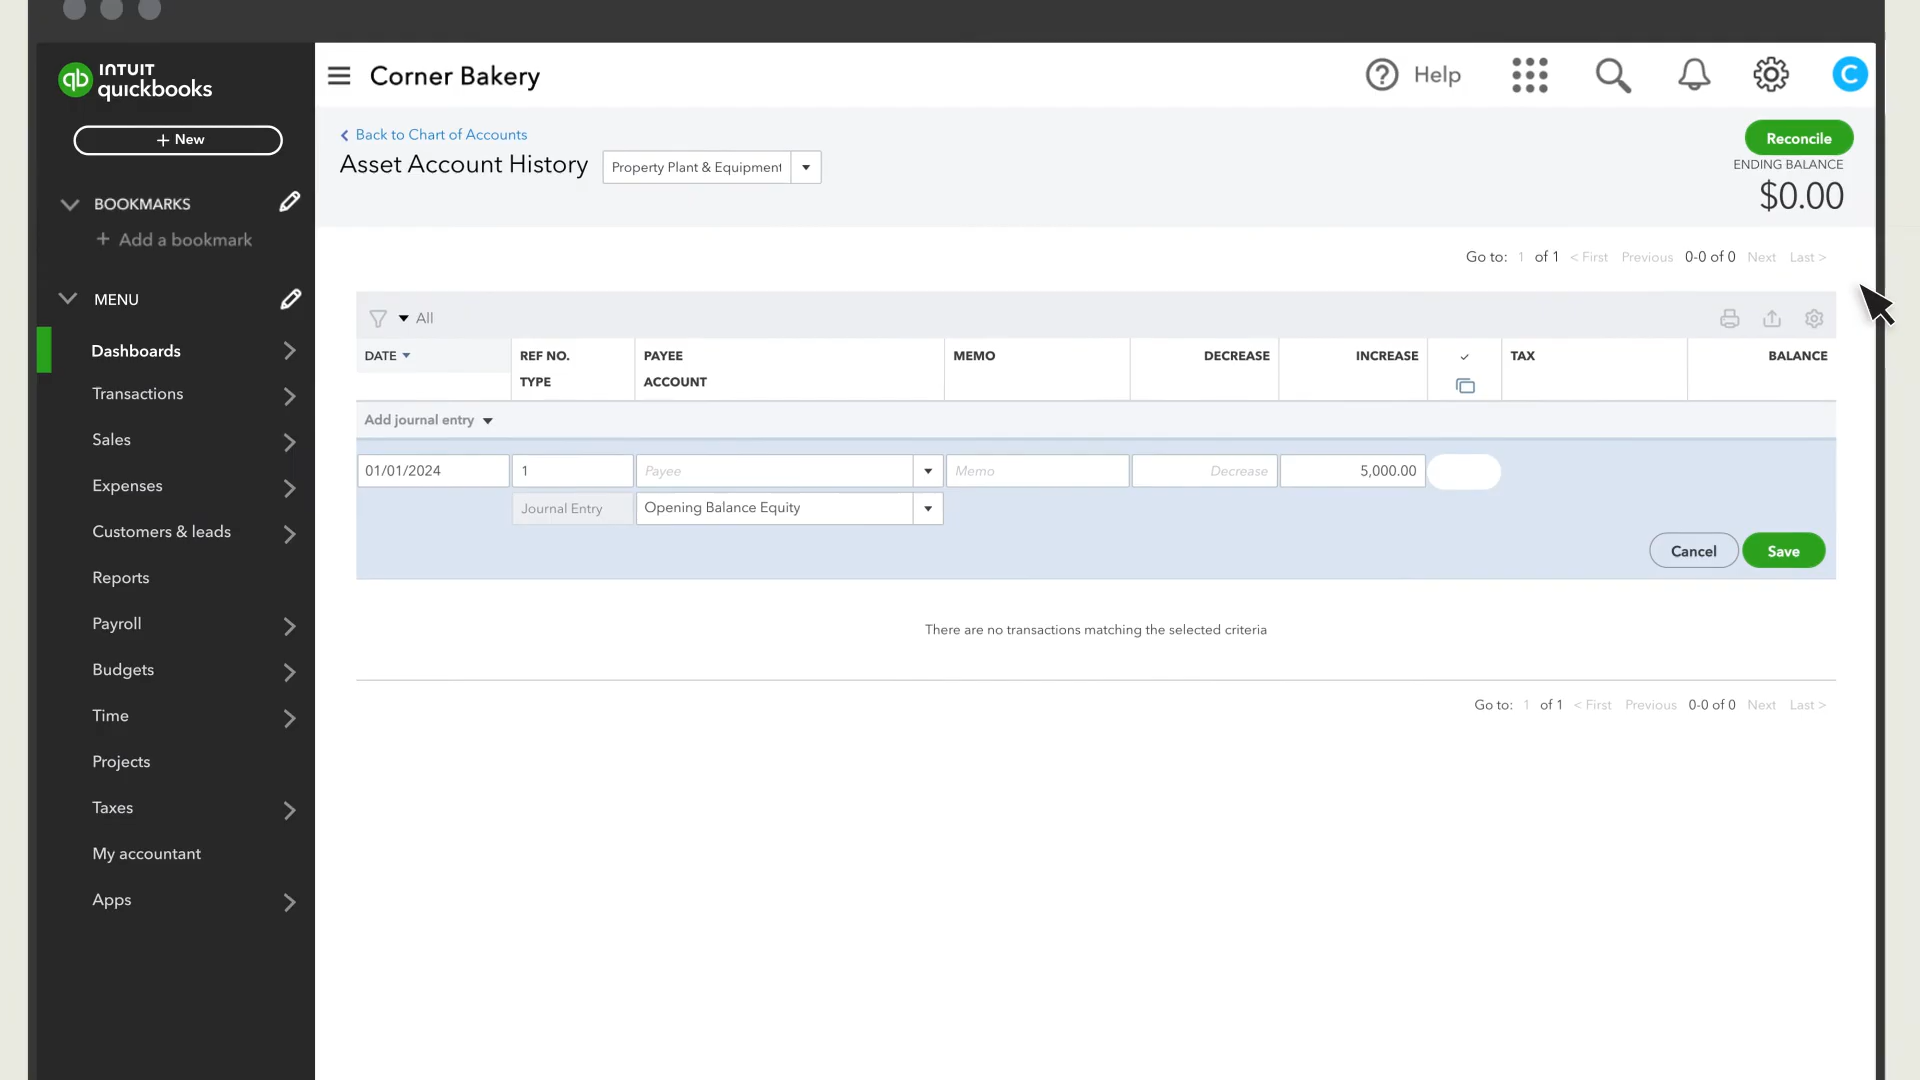 INTUIT
quickbooks
+ New
BOOKMARKS
+ Add a bookmark
MENU
Dashboards
Transactions
Sales
Expenses
Customers & leads
Reports
Payroll
Budgets
Time
Projects
Taxes
My accountant
Apps
Corner Bakery
Help
C
< Back to Chart of Accounts
Asset Account History
Property Plant & Equipment
Reconcile
ENDING BALANCE
$0.00
Go to: 1 of 1 < First Previous 0-0 of 0 Next Last >
All
DATE REF NO. PAYEE MEMO DECREASE INCREASE ✓ TAX BALANCE
TYPE ACCOUNT
Add journal entry
01/01/2024 1 Payee Memo Decrease 5,000.00
Journal Entry Opening Balance Equity
Cancel Save
There are no transactions matching the selected criteria
Go to: 1 of 1 < First Previous 0-0 of 0 Next Last >